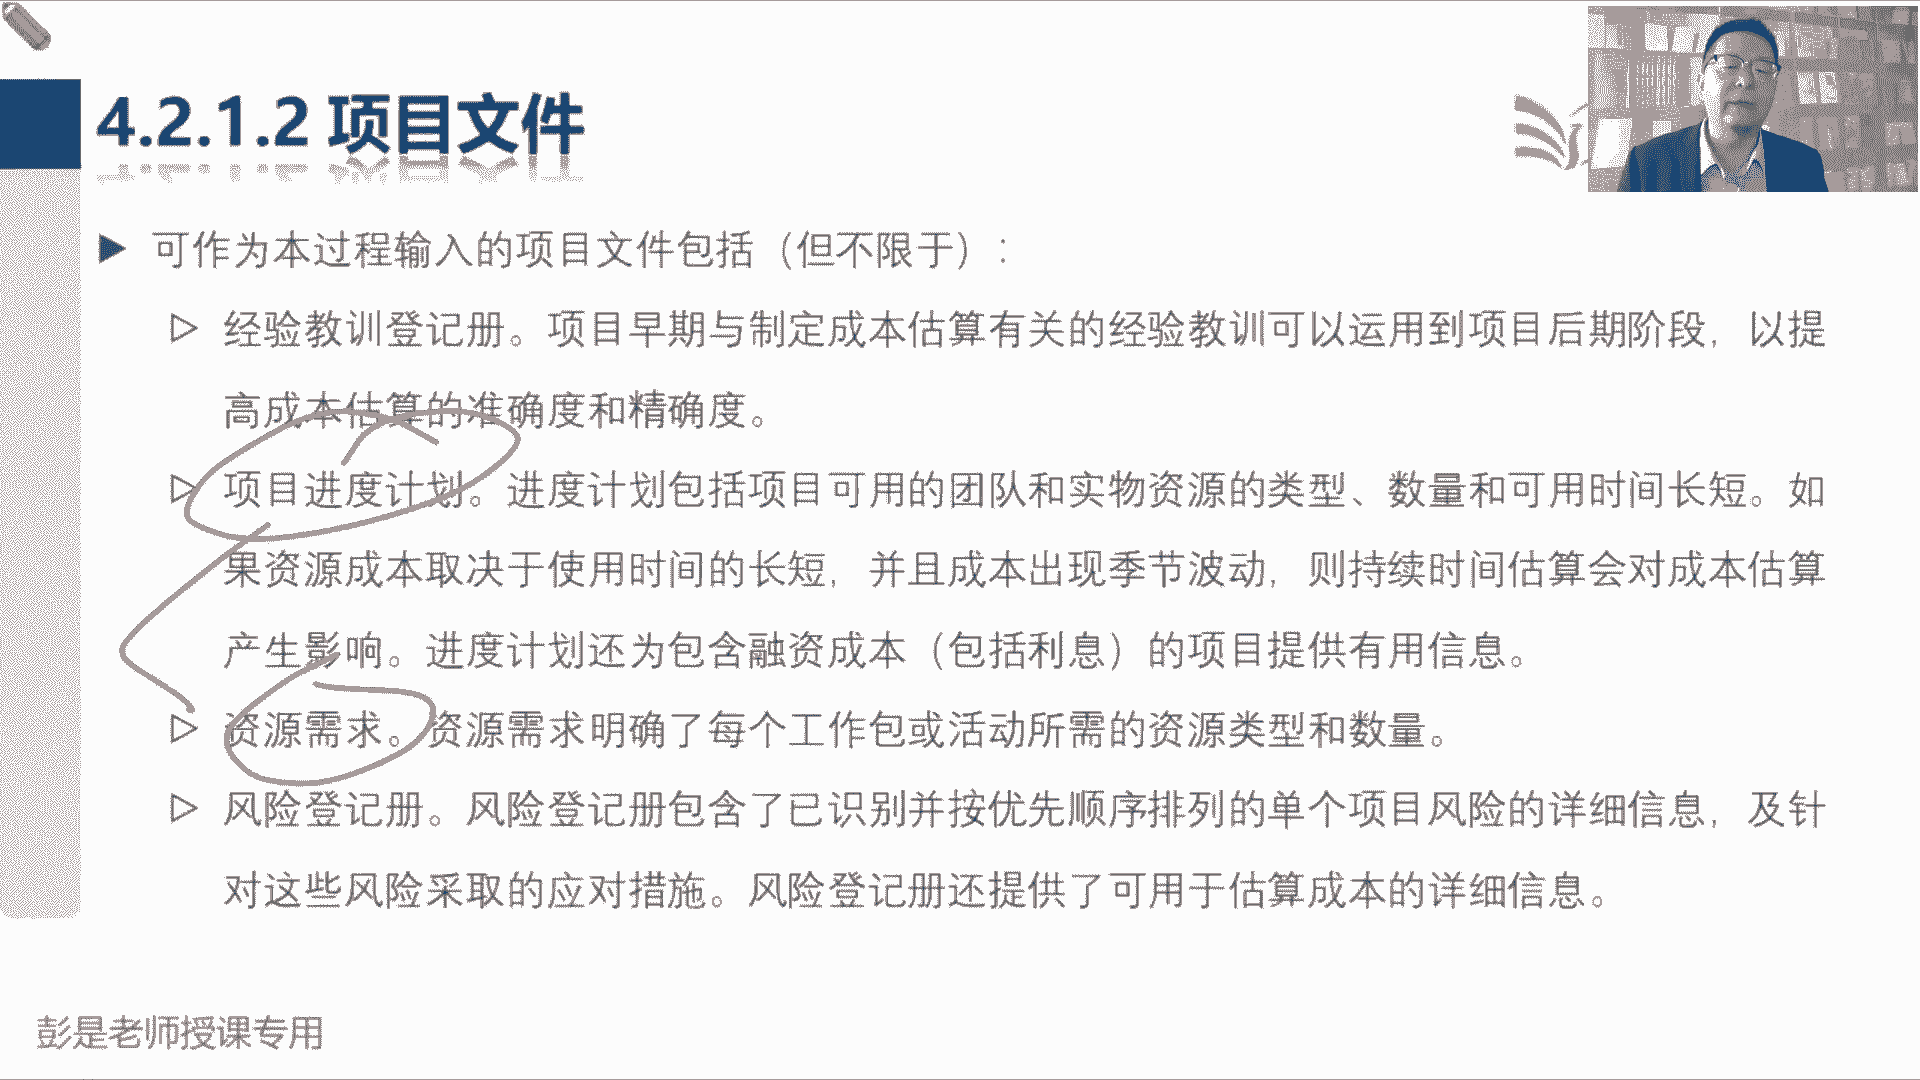 4.2.1.2 项目文件
可作为本过程输入的项目文件包括（但不限于）：
经验教训登记册。项目早期与制定成本估算有关的经验教训可以运用到项目后期阶段，以提
高成本估算的准确度和精确度。
项目进度计划。进度计划包括项目可用的团队和实物资源的类型、数量和可用时间长短。如
果资源成本取决于使用时间的长短，并且成本出现季节波动，则持续时间估算会对成本估算
产生影响。进度计划还为包含融资成本（包括利息）的项目提供有用信息。
资源需求。资源需求明确了每个工作包或活动所需的资源类型和数量。
风险登记册。风险登记册包含了已识别并按优先顺序排列的单个项目风险的详细信息，及针
对这些风险采取的应对措施。风险登记册还提供了可用于估算成本的详细信息。
彭是老师授课专用